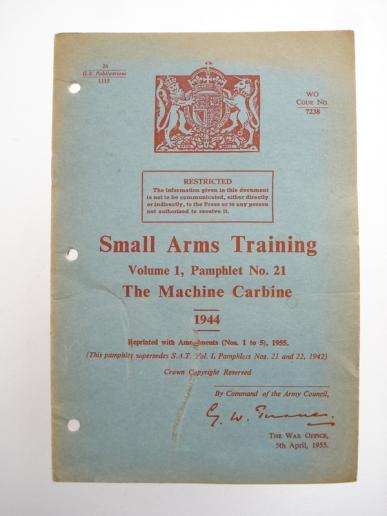 26
G.S. Publications
1115
WO
CODE NO.
7238
RESTRICTED
The information given in this document
is not to be communicated, either directly
or indirectly, to the Press or to any person
not authorised to receive it.
Small Arms Training
Volume 1, Pamphlet No. 21
The Machine Carbine
1944
Reprinted with Amendments (Nos. 1 to 5), 1955.
(This pamphlet supersedes S.A.T. Vol. I, Pamphlets Nos. 21 and 22, 1942)
Crown Copyright Reserved
By Command of the Army Council,
G. W. Turner
THE WAR OFFICE,
5th April, 1955.